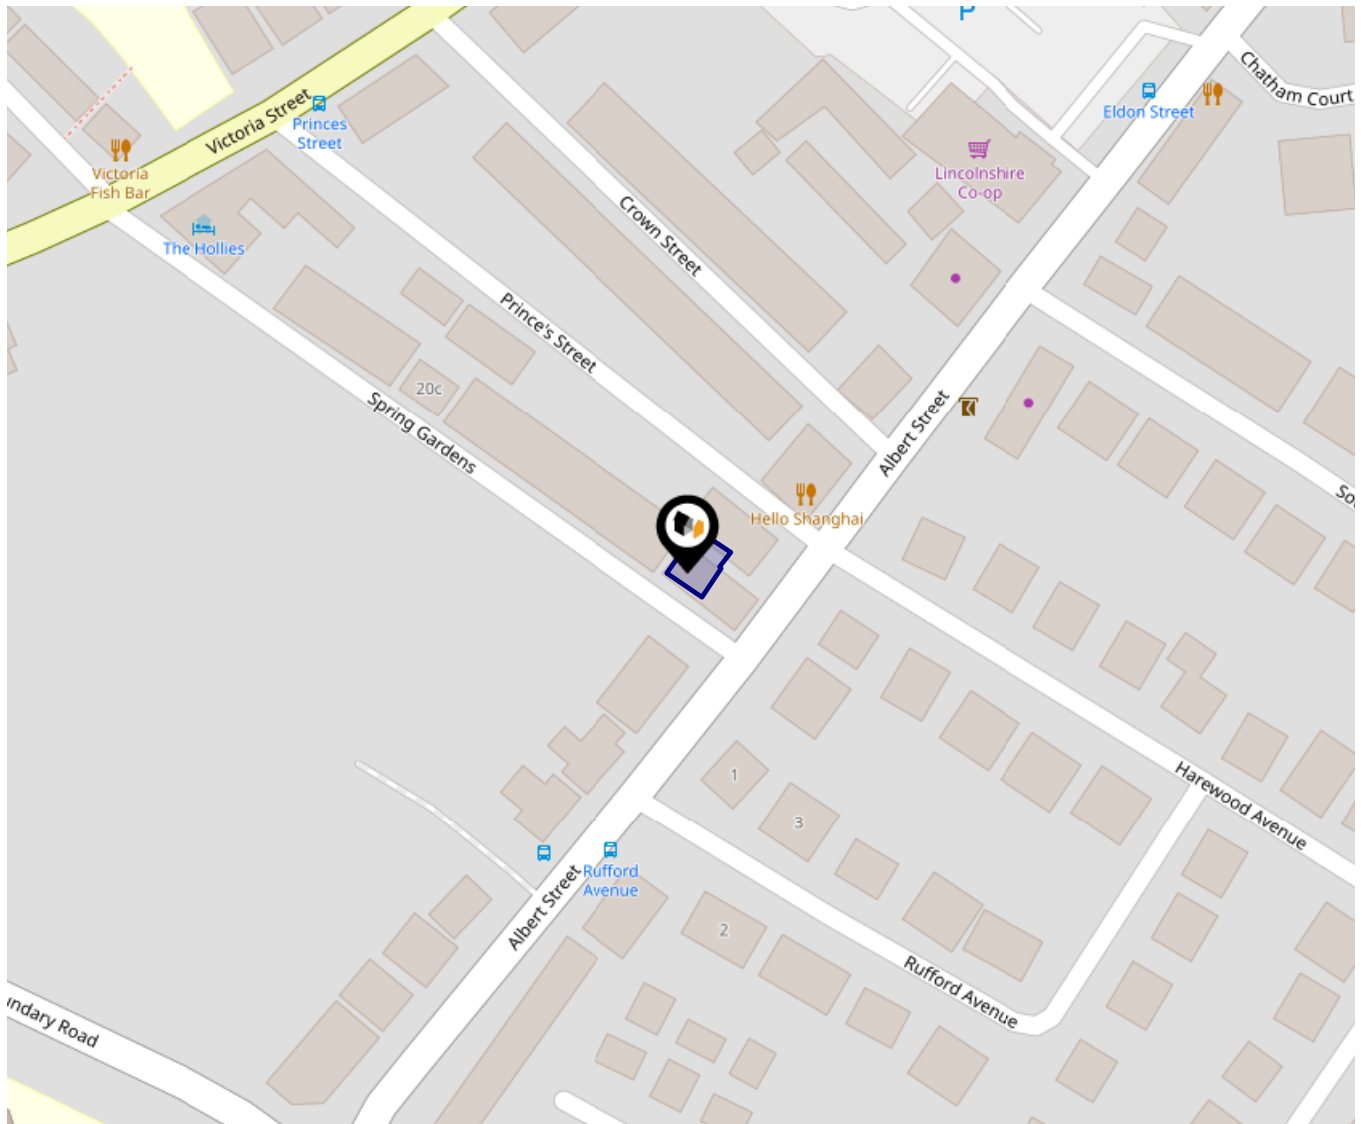 P
Chatham Court
Eldon Street
Victoria Street
Princes
Street
Victoria
Fish Bar
Lincolnshire
Co-op
The Hollies
Crown Street
Prince's Street
20c
Spring Gardens
Albert Street
Hello Shanghai
1
3
Harewood Avenue
Rufford
Avenue
Albert Street
2
Rufford Avenue
undary Road